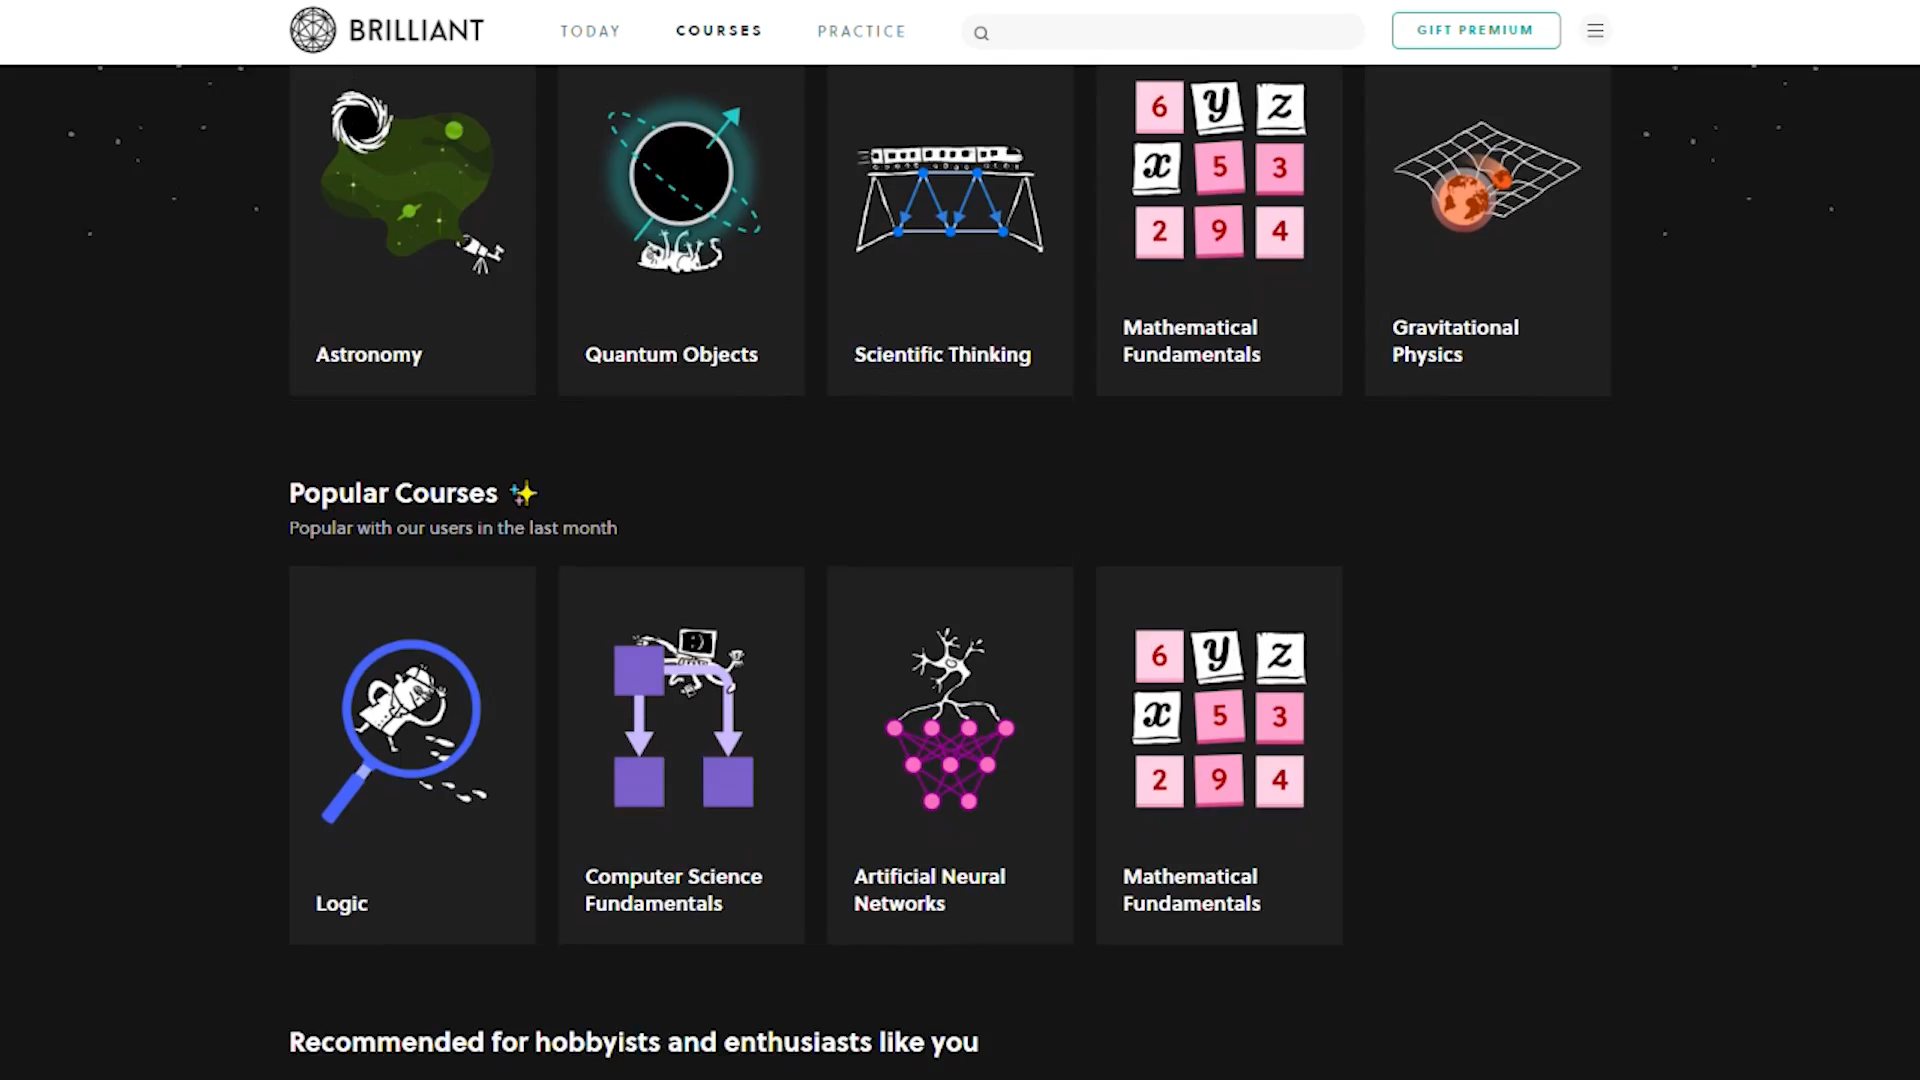 BRILLIANT
TODAY
COURSES
PRACTICE
GIFT PREMIUM
6 y z
x 5 3
2 9 4
Astronomy
Quantum Objects
Scientific Thinking
Mathematical
Fundamentals
Gravitational
Physics
Popular Courses
Popular with our users in the last month
6 y z
x 5 3
2 9 4
Logic
Computer Science
Fundamentals
Artificial Neural
Networks
Mathematical
Fundamentals
Recommended for hobbyists and enthusiasts like you